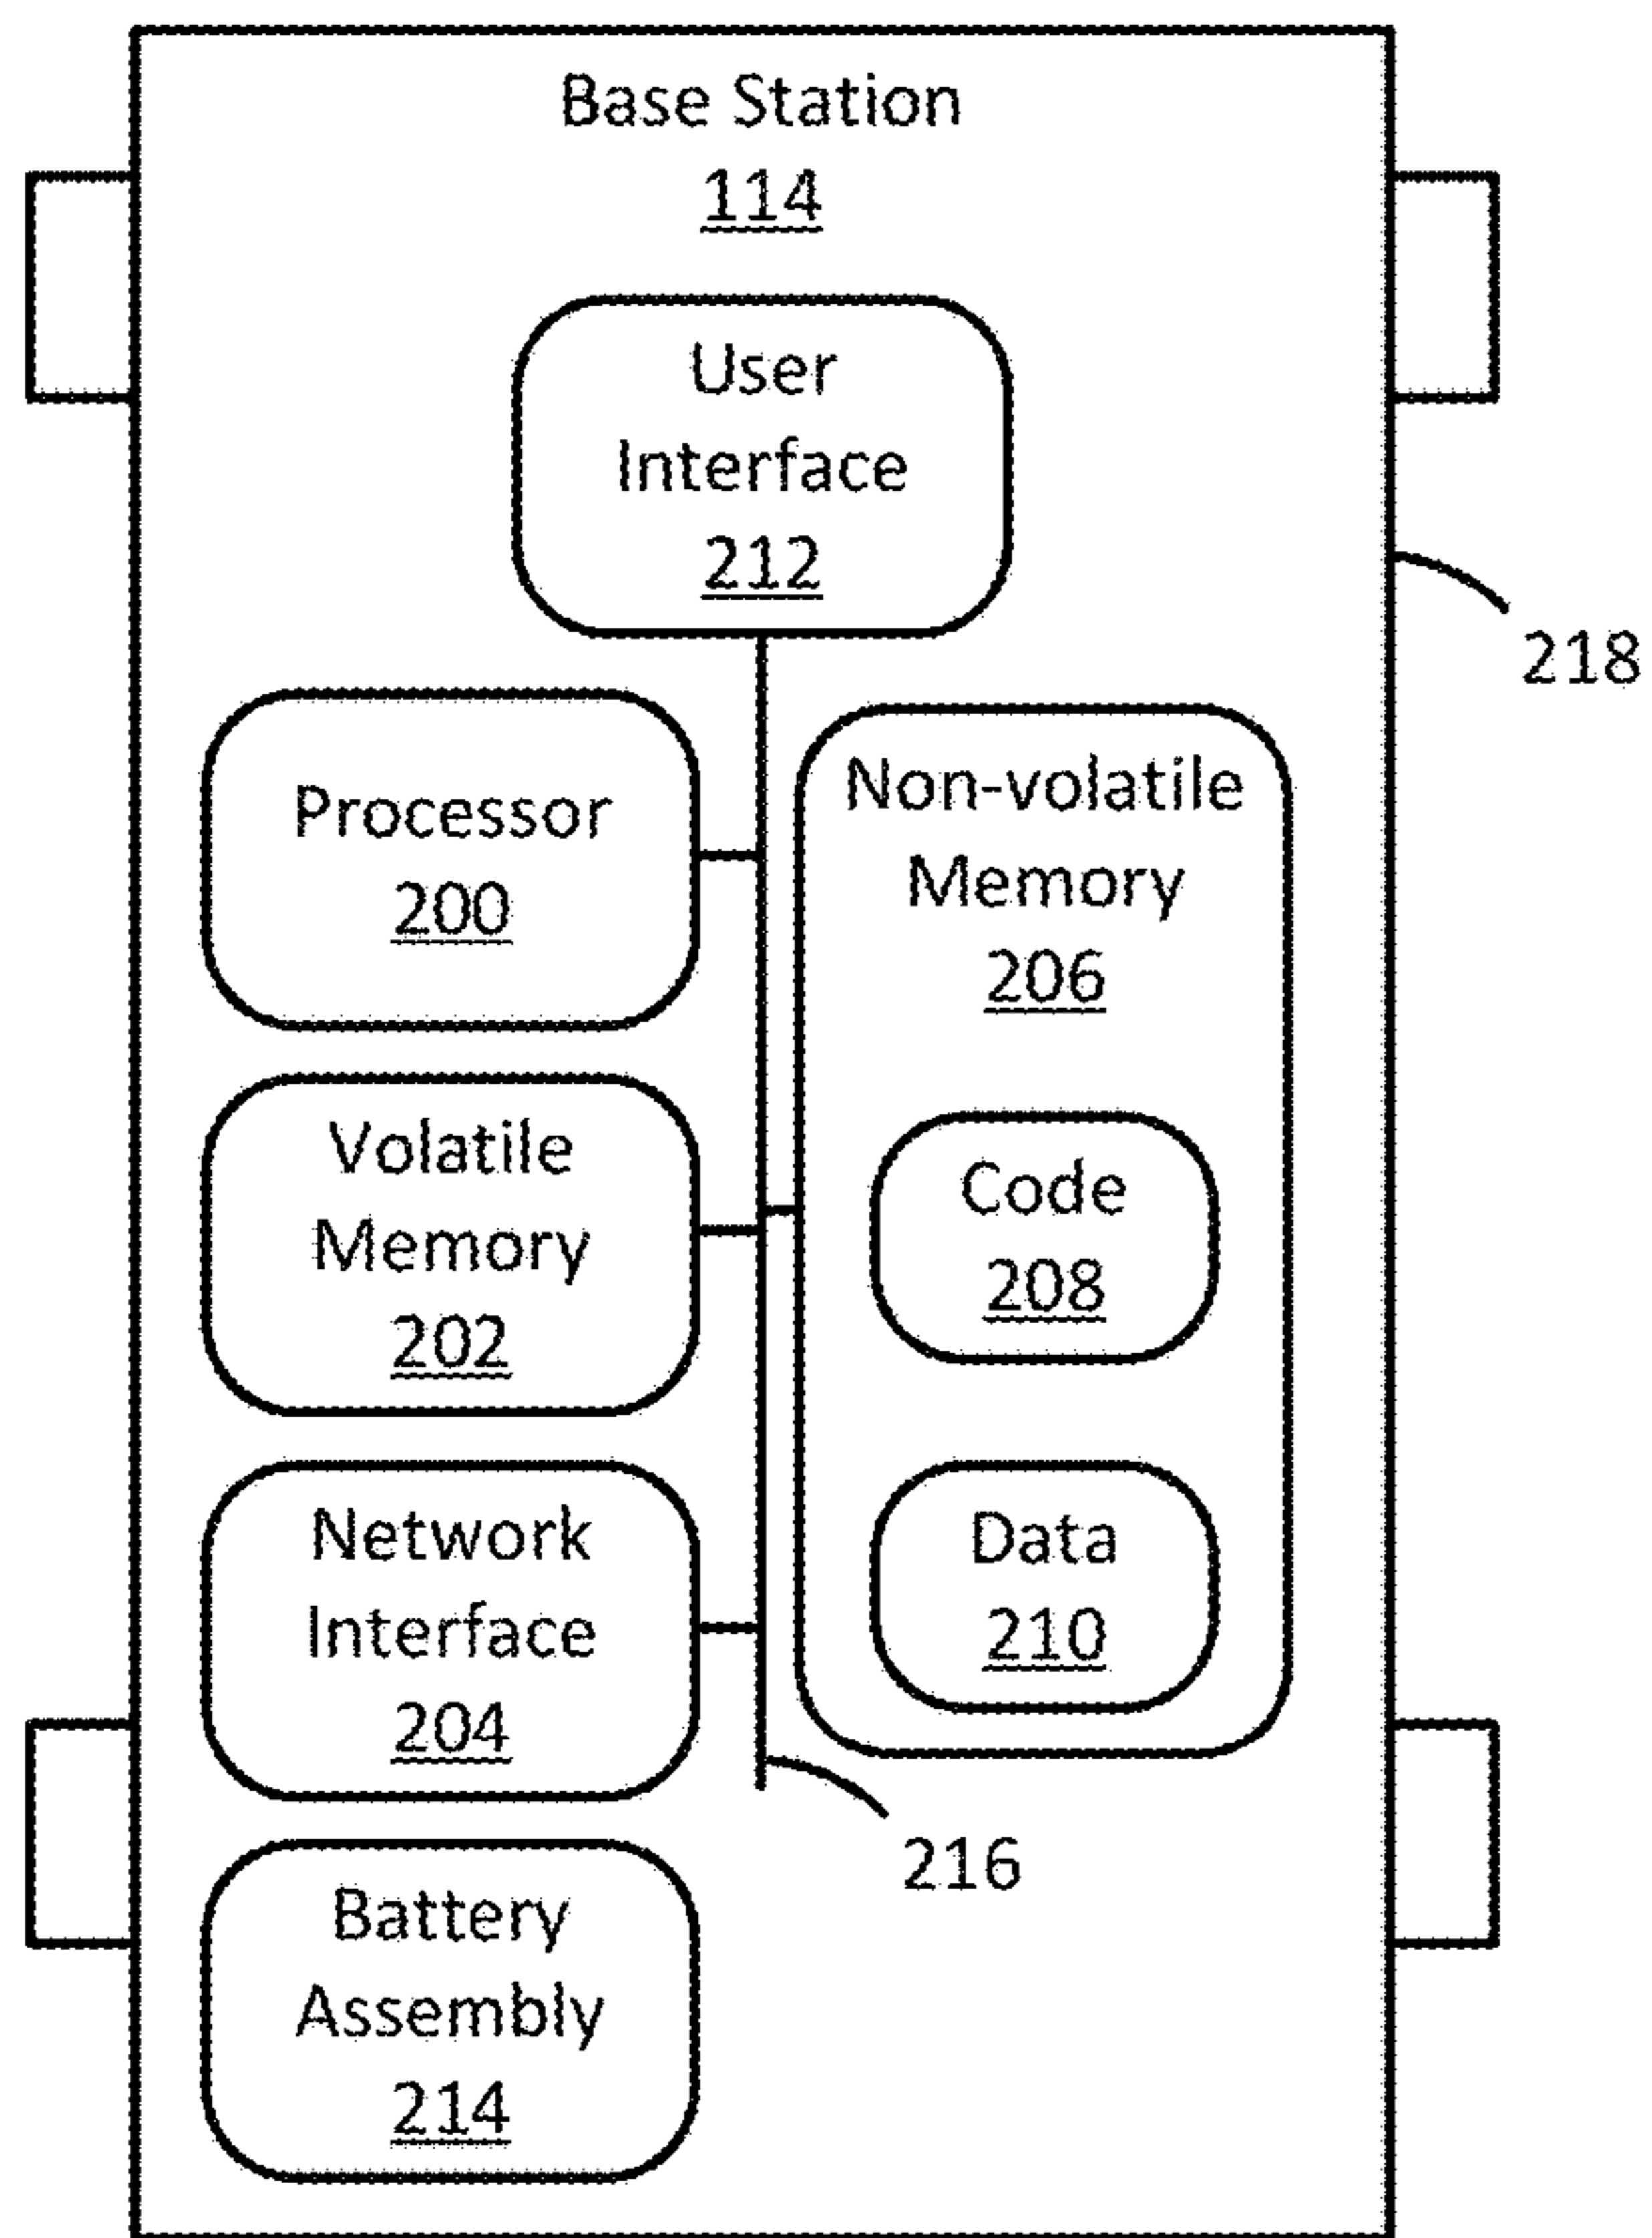 Base Station
114
User
Interface
212
218
Processor
200
Non-volatile
Memory
206
Volatile
Memory
202
Code
208
Network
Interface
204
Data
210
216
Battery
Assembly
214